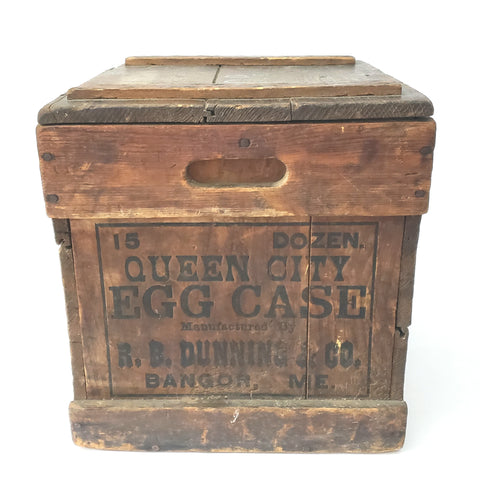 15 DOZEN.
QUEEN CITY
EGG CASE
Manufactured By
R. B. DUNNING & CO.
BANGOR, ME.